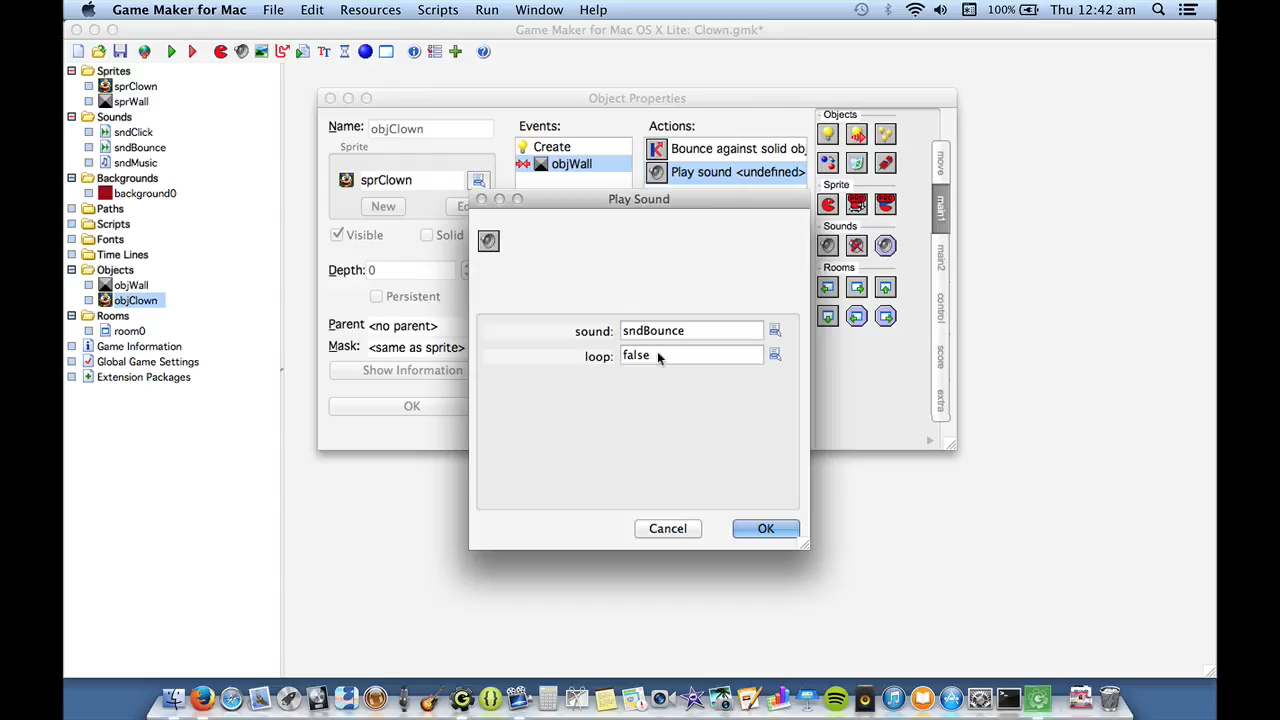 Game Maker for Mac File Edit Resources Scripts Run Window Help 100% Thu 12:42 am
Game Maker for Mac OS X Lite: Clown.gmk*
Sprites
sprClown
sprWall
Sounds
sndClick
sndBounce
sndMusic
Backgrounds
background0
Paths
Scripts
Fonts
Time Lines
Objects
objWall
objClown
Rooms
room0
Game Information
Global Game Settings
Extension Packages
Object Properties
Name: objClown
Sprite
sprClown
New Ed
Visible Solid
Depth: 0
Persistent
Parent <no parent>
Mask: <same as sprite>
Show Information
OK
Events:
Create
objWall
Actions:
Bounce against solid obj
Play sound <undefined>
Play Sound
sound: sndBounce
loop: false
Cancel OK
Objects
Sprite
Sounds
Rooms
move
main1
main2
control
score
extra